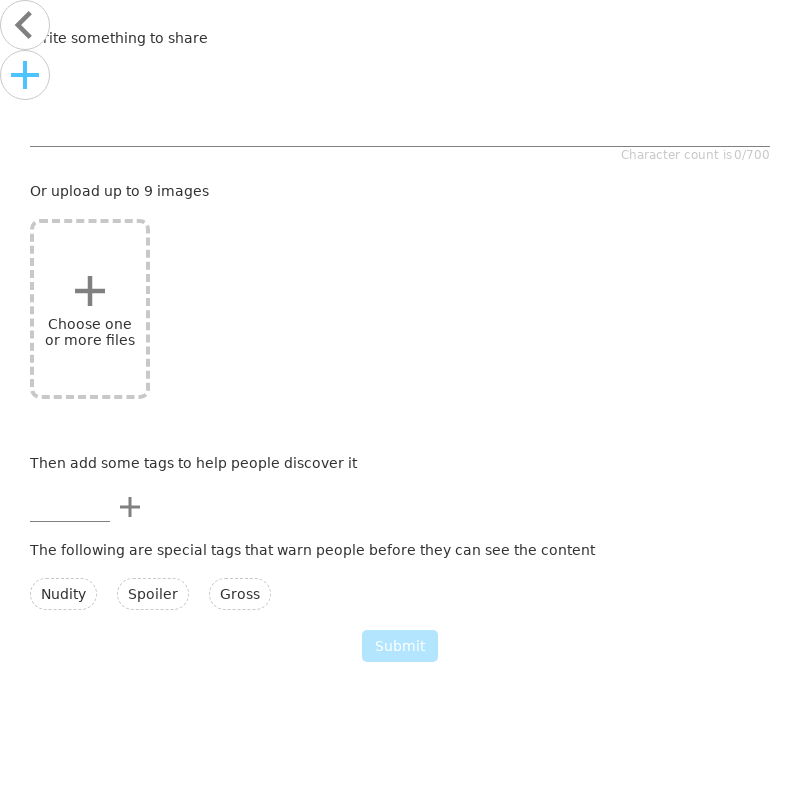 rite something to share
Character count is 0/700
Or upload up to 9 images
Choose one
or more files
Then add some tags to help people discover it
The following are special tags that warn people before they can see the content
Nudity Spoiler Gross
Submit